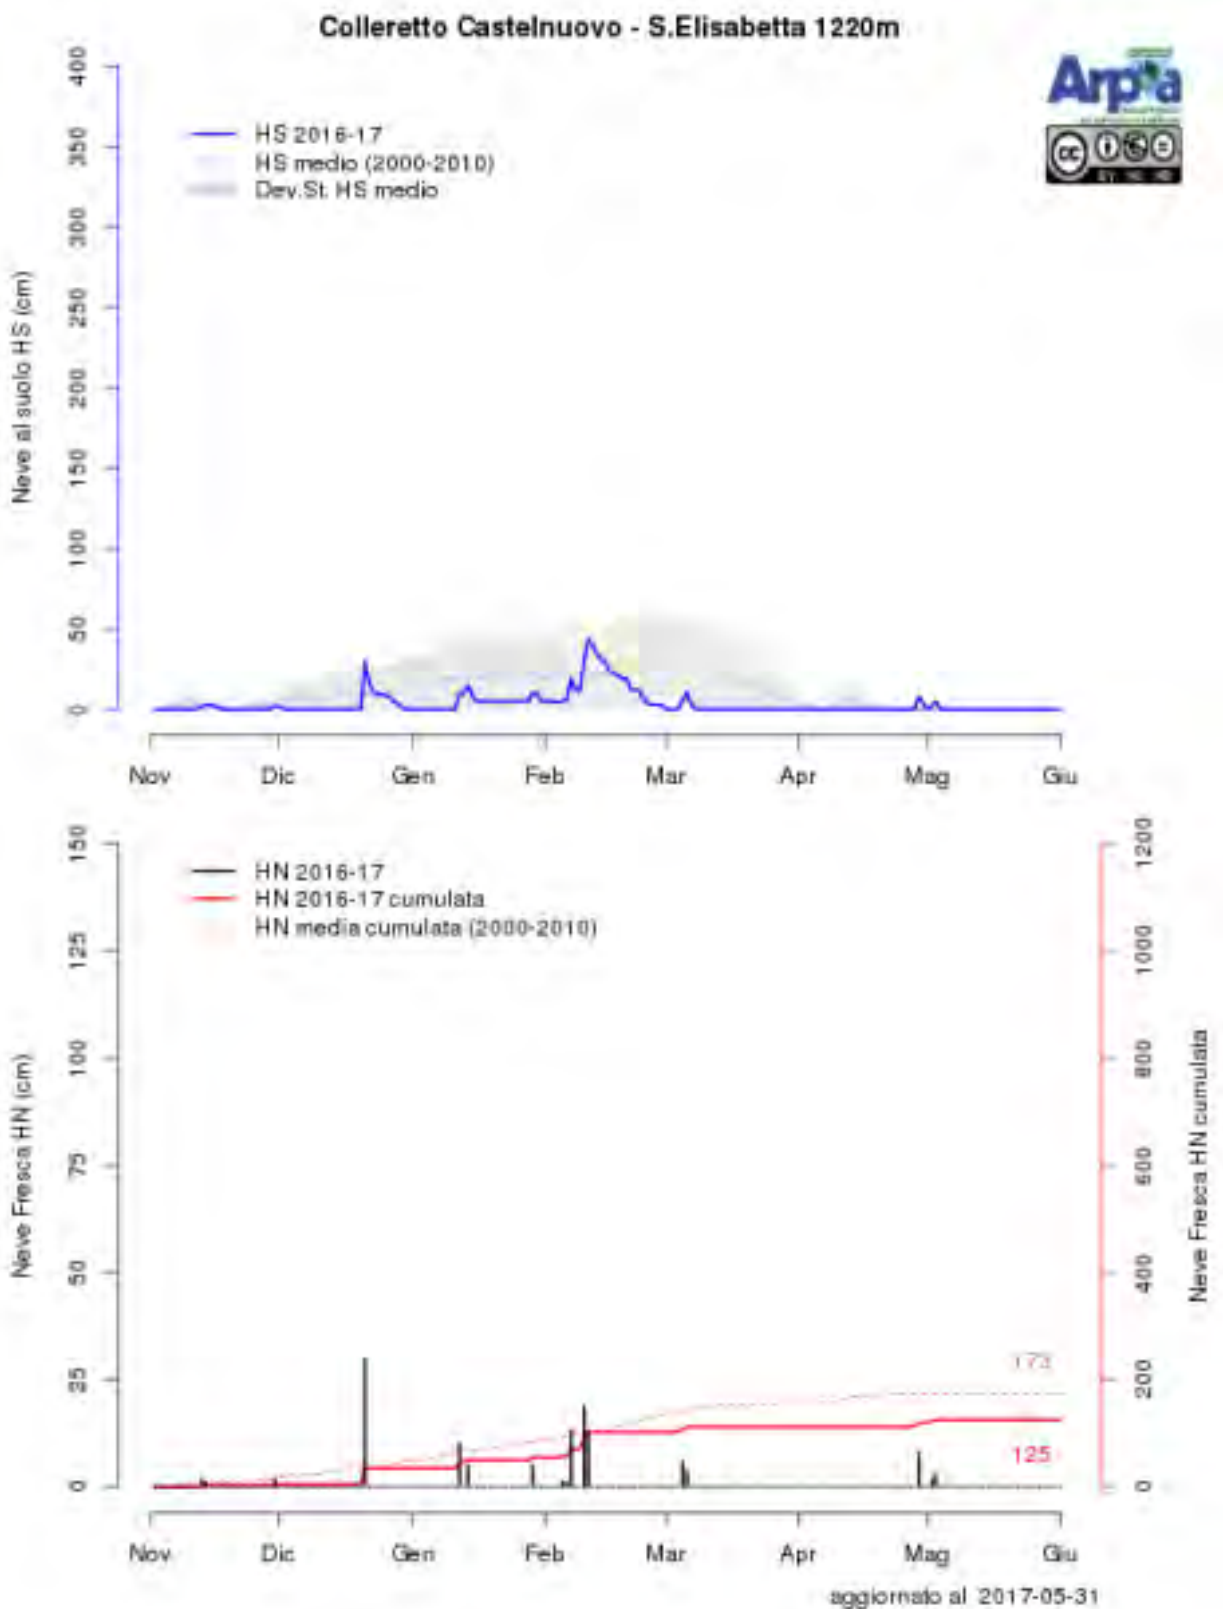 Colleretto Castelnuovo - S.Elisabetta 1220m
Arpa
cc
HS 2016-17
HS medio (2000-2010)
Dev.St. HS medio
Neve al suolo HS (cm)
400
350
300
250
200
150
100
50
0
Nov Dic Gen Feb Mar Apr Mag Giu
HN 2016-17
HN 2016-17 cumulata
HN media cumulata (2000-2010)
Neve Fresca HN (cm)
150
125
100
75
50
25
0
1200
1000
800
600
400
200
0
Neve Fresca HN cumulata
173
125
Nov Dic Gen Feb Mar Apr Mag Giu
aggiornato al 2017-05-31